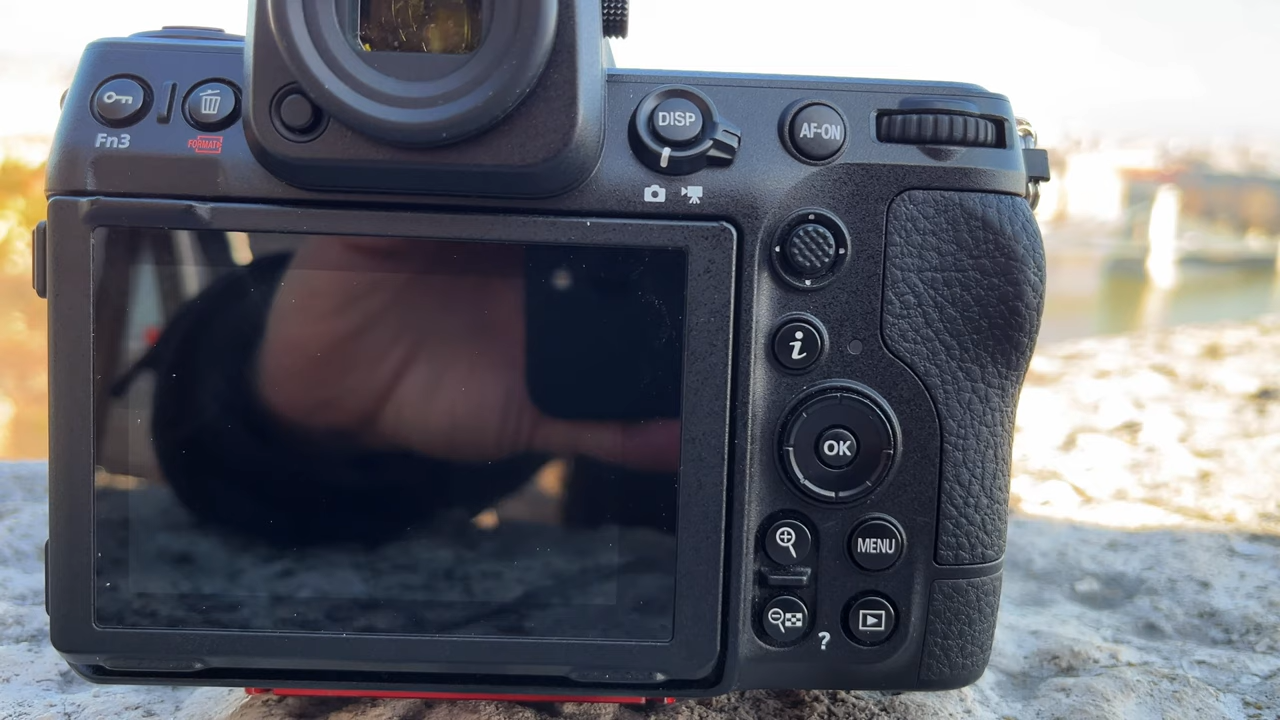 Fn3
FORMAT
DISP
AF-ON
i
OK
MENU
?